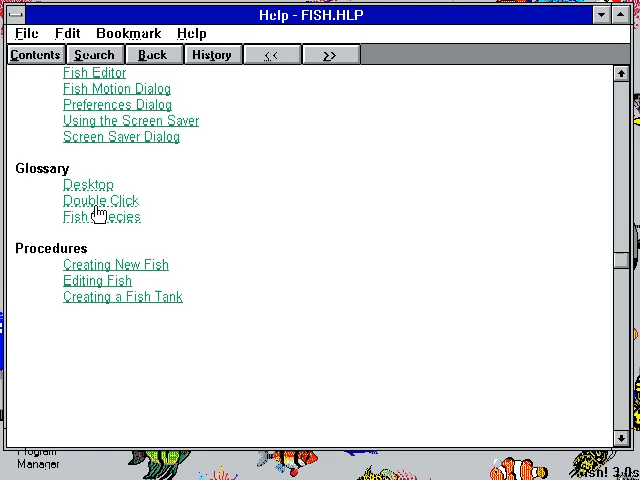 Help - FISH.HLP
File Edit Bookmark Help
Contents Search Back History << >>
Fish Editor
Fish Motion Dialog
Preferences Dialog
Using the Screen Saver
Screen Saver Dialog
Glossary
Desktop
Double Click
Fish
Procedures
Creating New Fish
Editing Fish
Creating a Fish Tank
Program
Manager